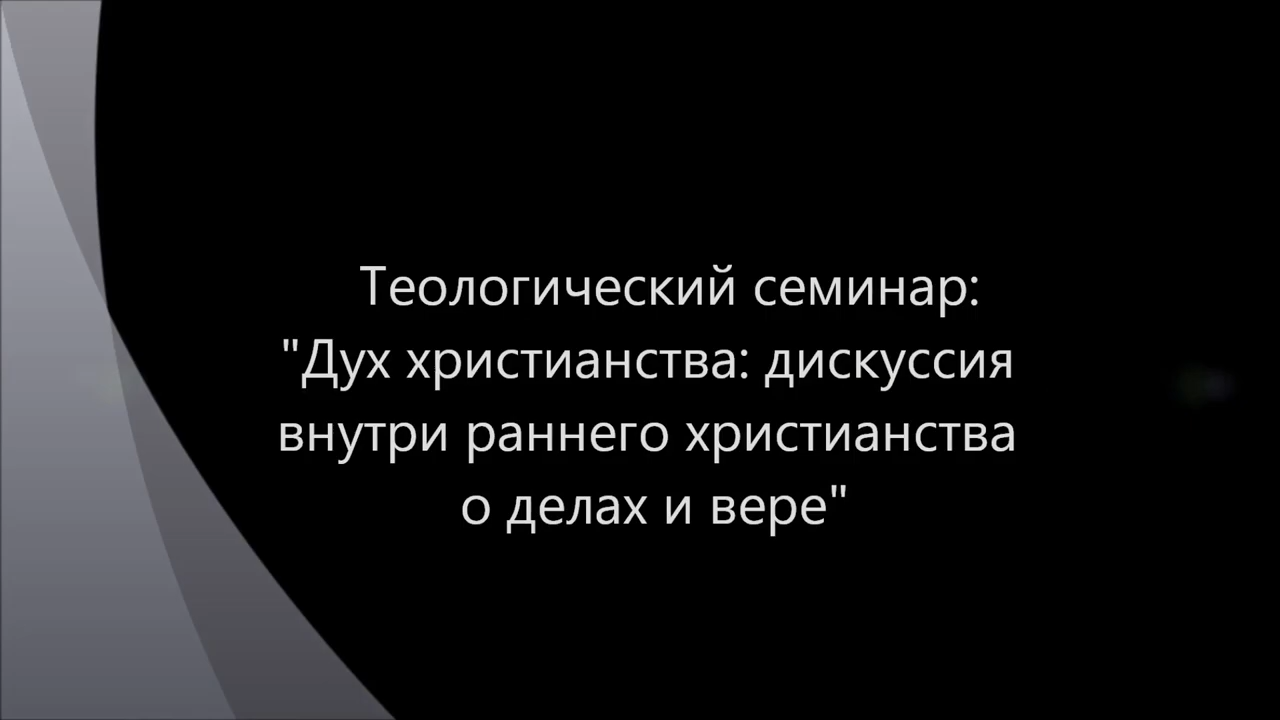 Теологический семинар:
"Дух христианства: дискуссия
внутри раннего христианства
о делах и вере"